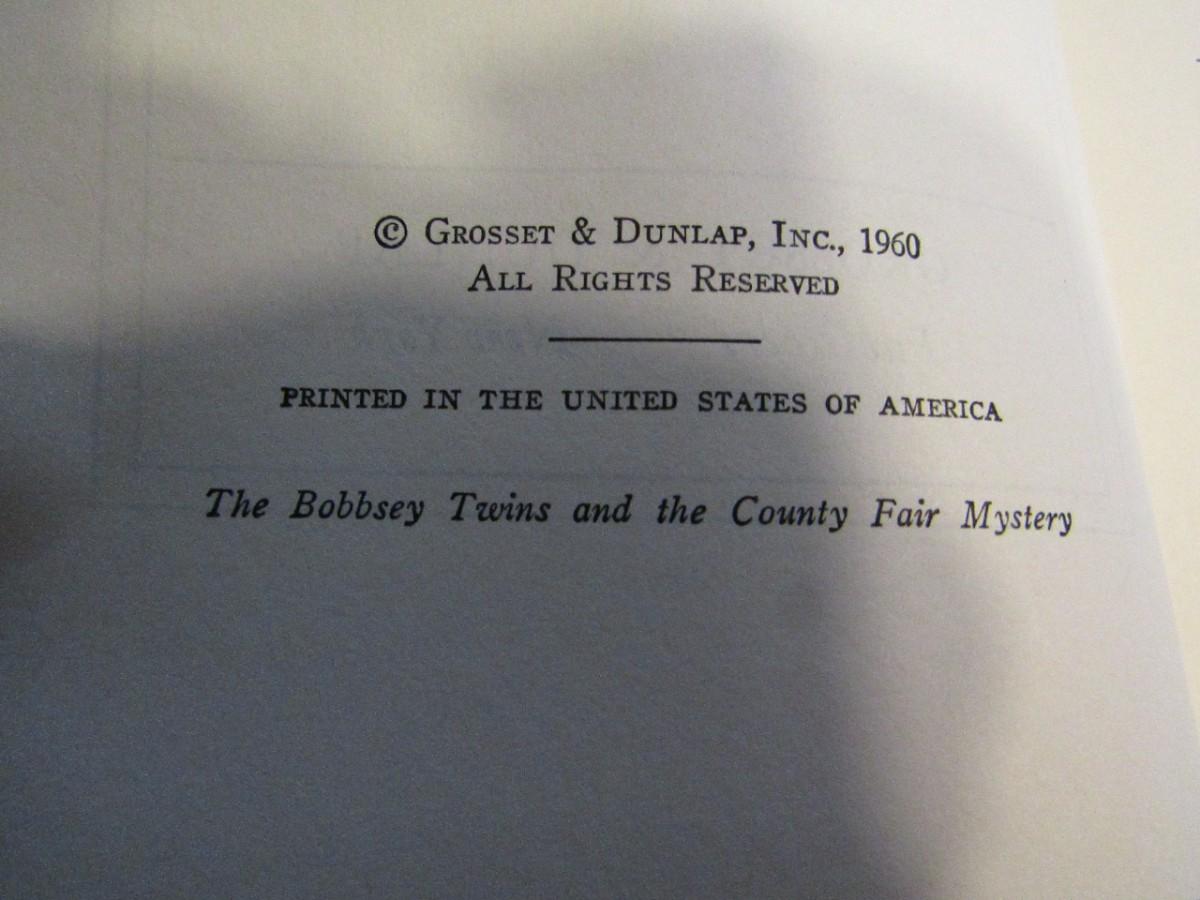 © GROSSET & DUNLAP, INC., 1960
ALL RIGHTS RESERVED
PRINTED IN THE UNITED STATES OF AMERICA
The Bobbsey Twins and the County Fair Mystery